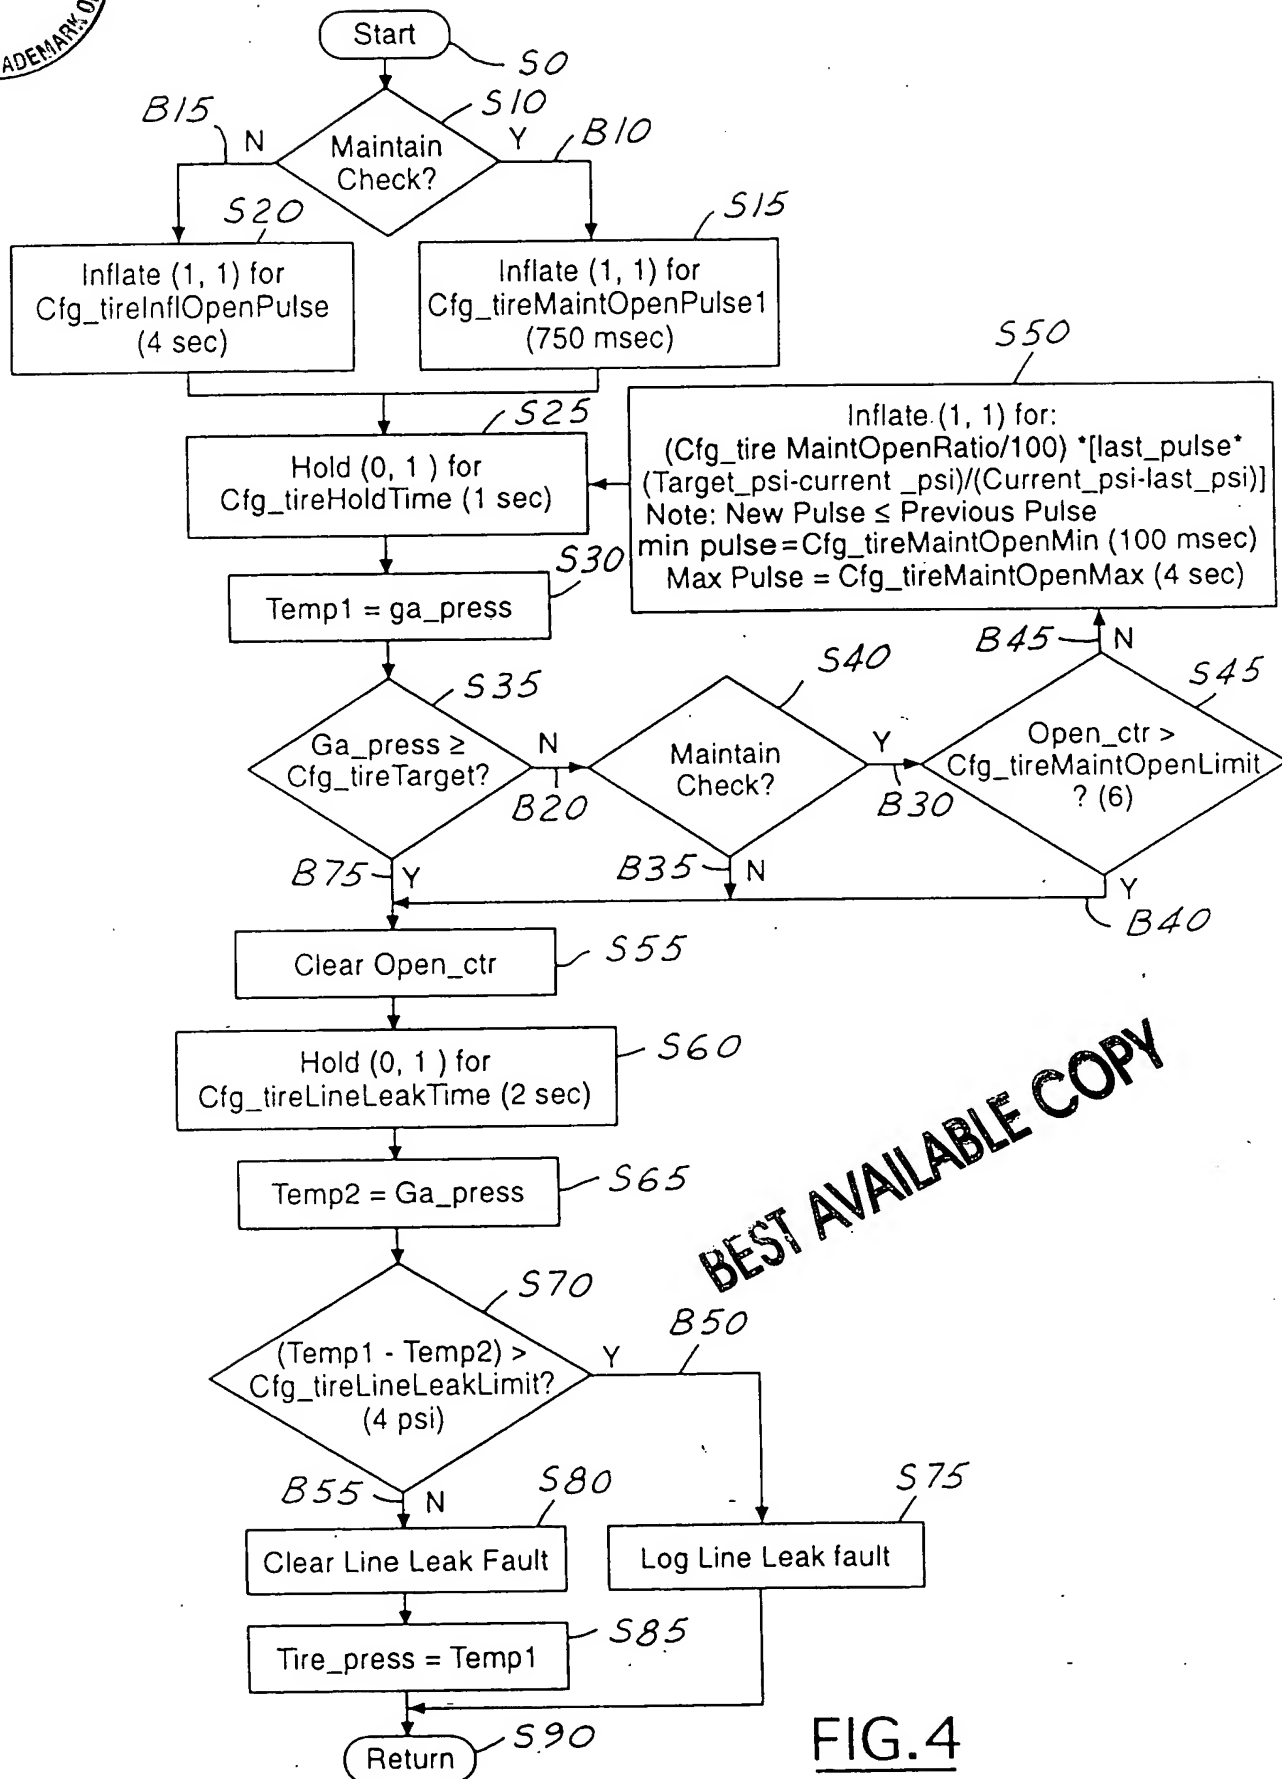 ADEMARK
Start
S0
S10
B15
N
Y
B10
Maintain
Check?
S20
S15
Inflate (1, 1) for
Cfg_tireInflOpenPulse
(4 sec)
Inflate (1, 1) for
Cfg_tireMaintOpenPulse1
(750 msec)
S50
Inflate (1, 1) for:
(Cfg_tire MaintOpenRatio/100) *[last_pulse*
(Target_psi-current _psi)/(Current_psi-last_psi)]
Note: New Pulse ≤ Previous Pulse
min pulse=Cfg_tireMaintOpenMin (100 msec)
Max Pulse = Cfg_tireMaintOpenMax (4 sec)
S25
Hold (0, 1 ) for
Cfg_tireHoldTime (1 sec)
S30
Temp1 = ga_press
B45
N
S35
S40
S45
Ga_press ≥
Cfg_tireTarget?
N
B20
Maintain
Check?
Y
B30
Open_ctr >
Cfg_tireMaintOpenLimit
? (6)
B75
Y
B35
N
Y
B40
Clear Open_ctr
S55
Hold (0, 1 ) for
Cfg_tireLineLeakTime (2 sec)
S60
Temp2 = Ga_press
S65
BEST AVAILABLE COPY
S70
(Temp1 - Temp2) >
Cfg_tireLineLeakLimit?
(4 psi)
Y
B50
B55
N
S80
S75
Clear Line Leak Fault
Log Line Leak fault
Tire_press = Temp1
S85
Return
S90
FIG.4